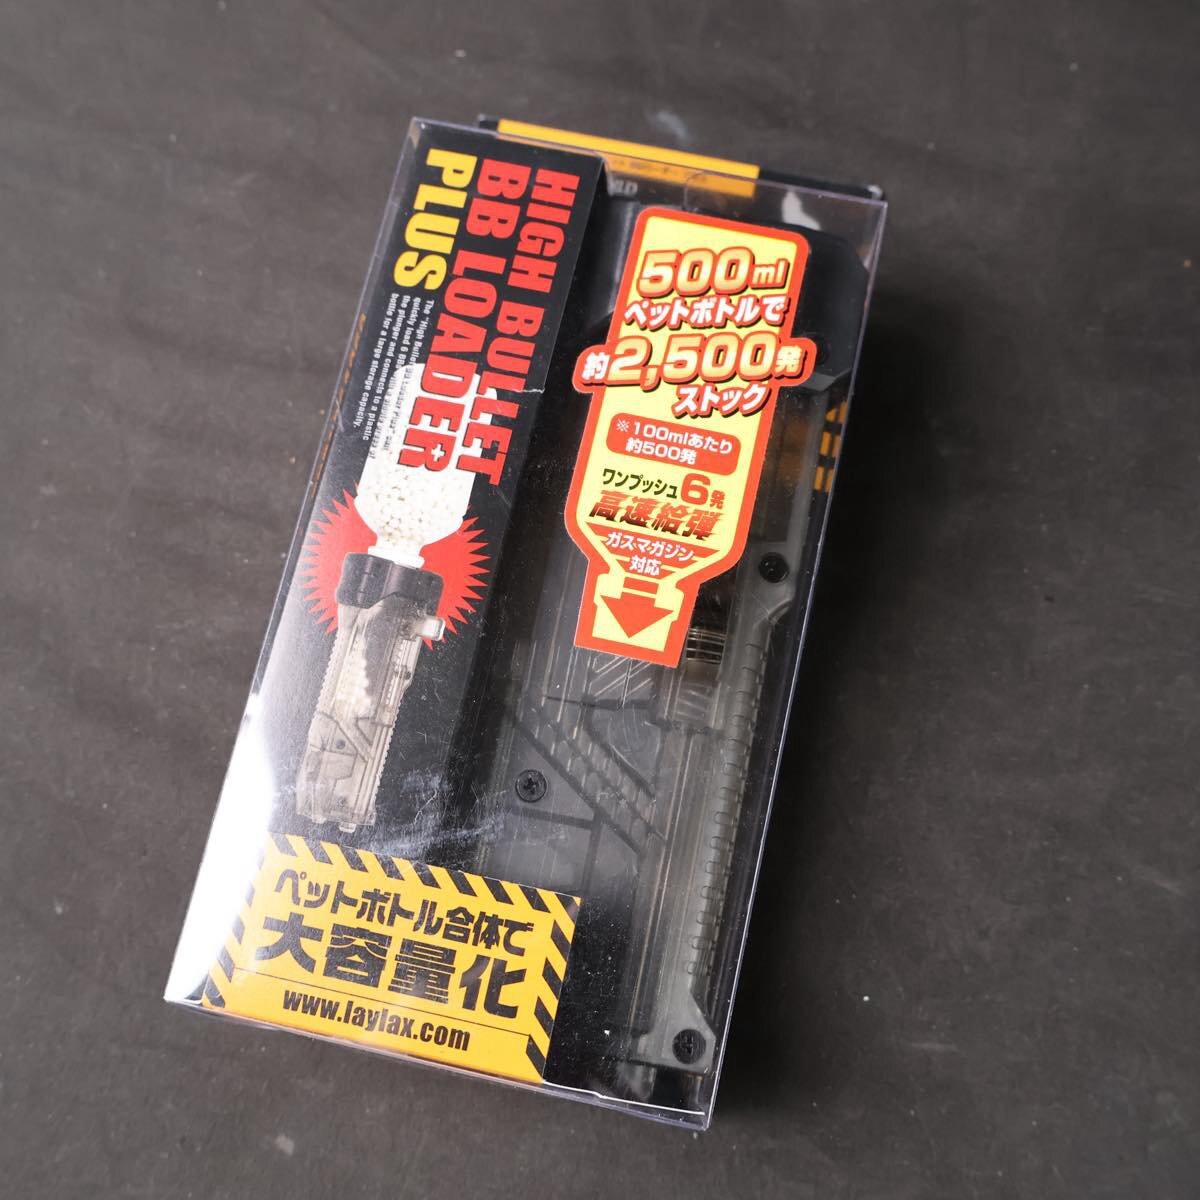 HIGH BULLET
BB LOADER
PLUS
500ml
ペットボトルで
約2,500発
ストック
※100mlあたり
約500発
ワンプッシュ6発
高速給弾
ガスマガジン
対応
ペットボトル合体で
大容量化
www.laylax.com